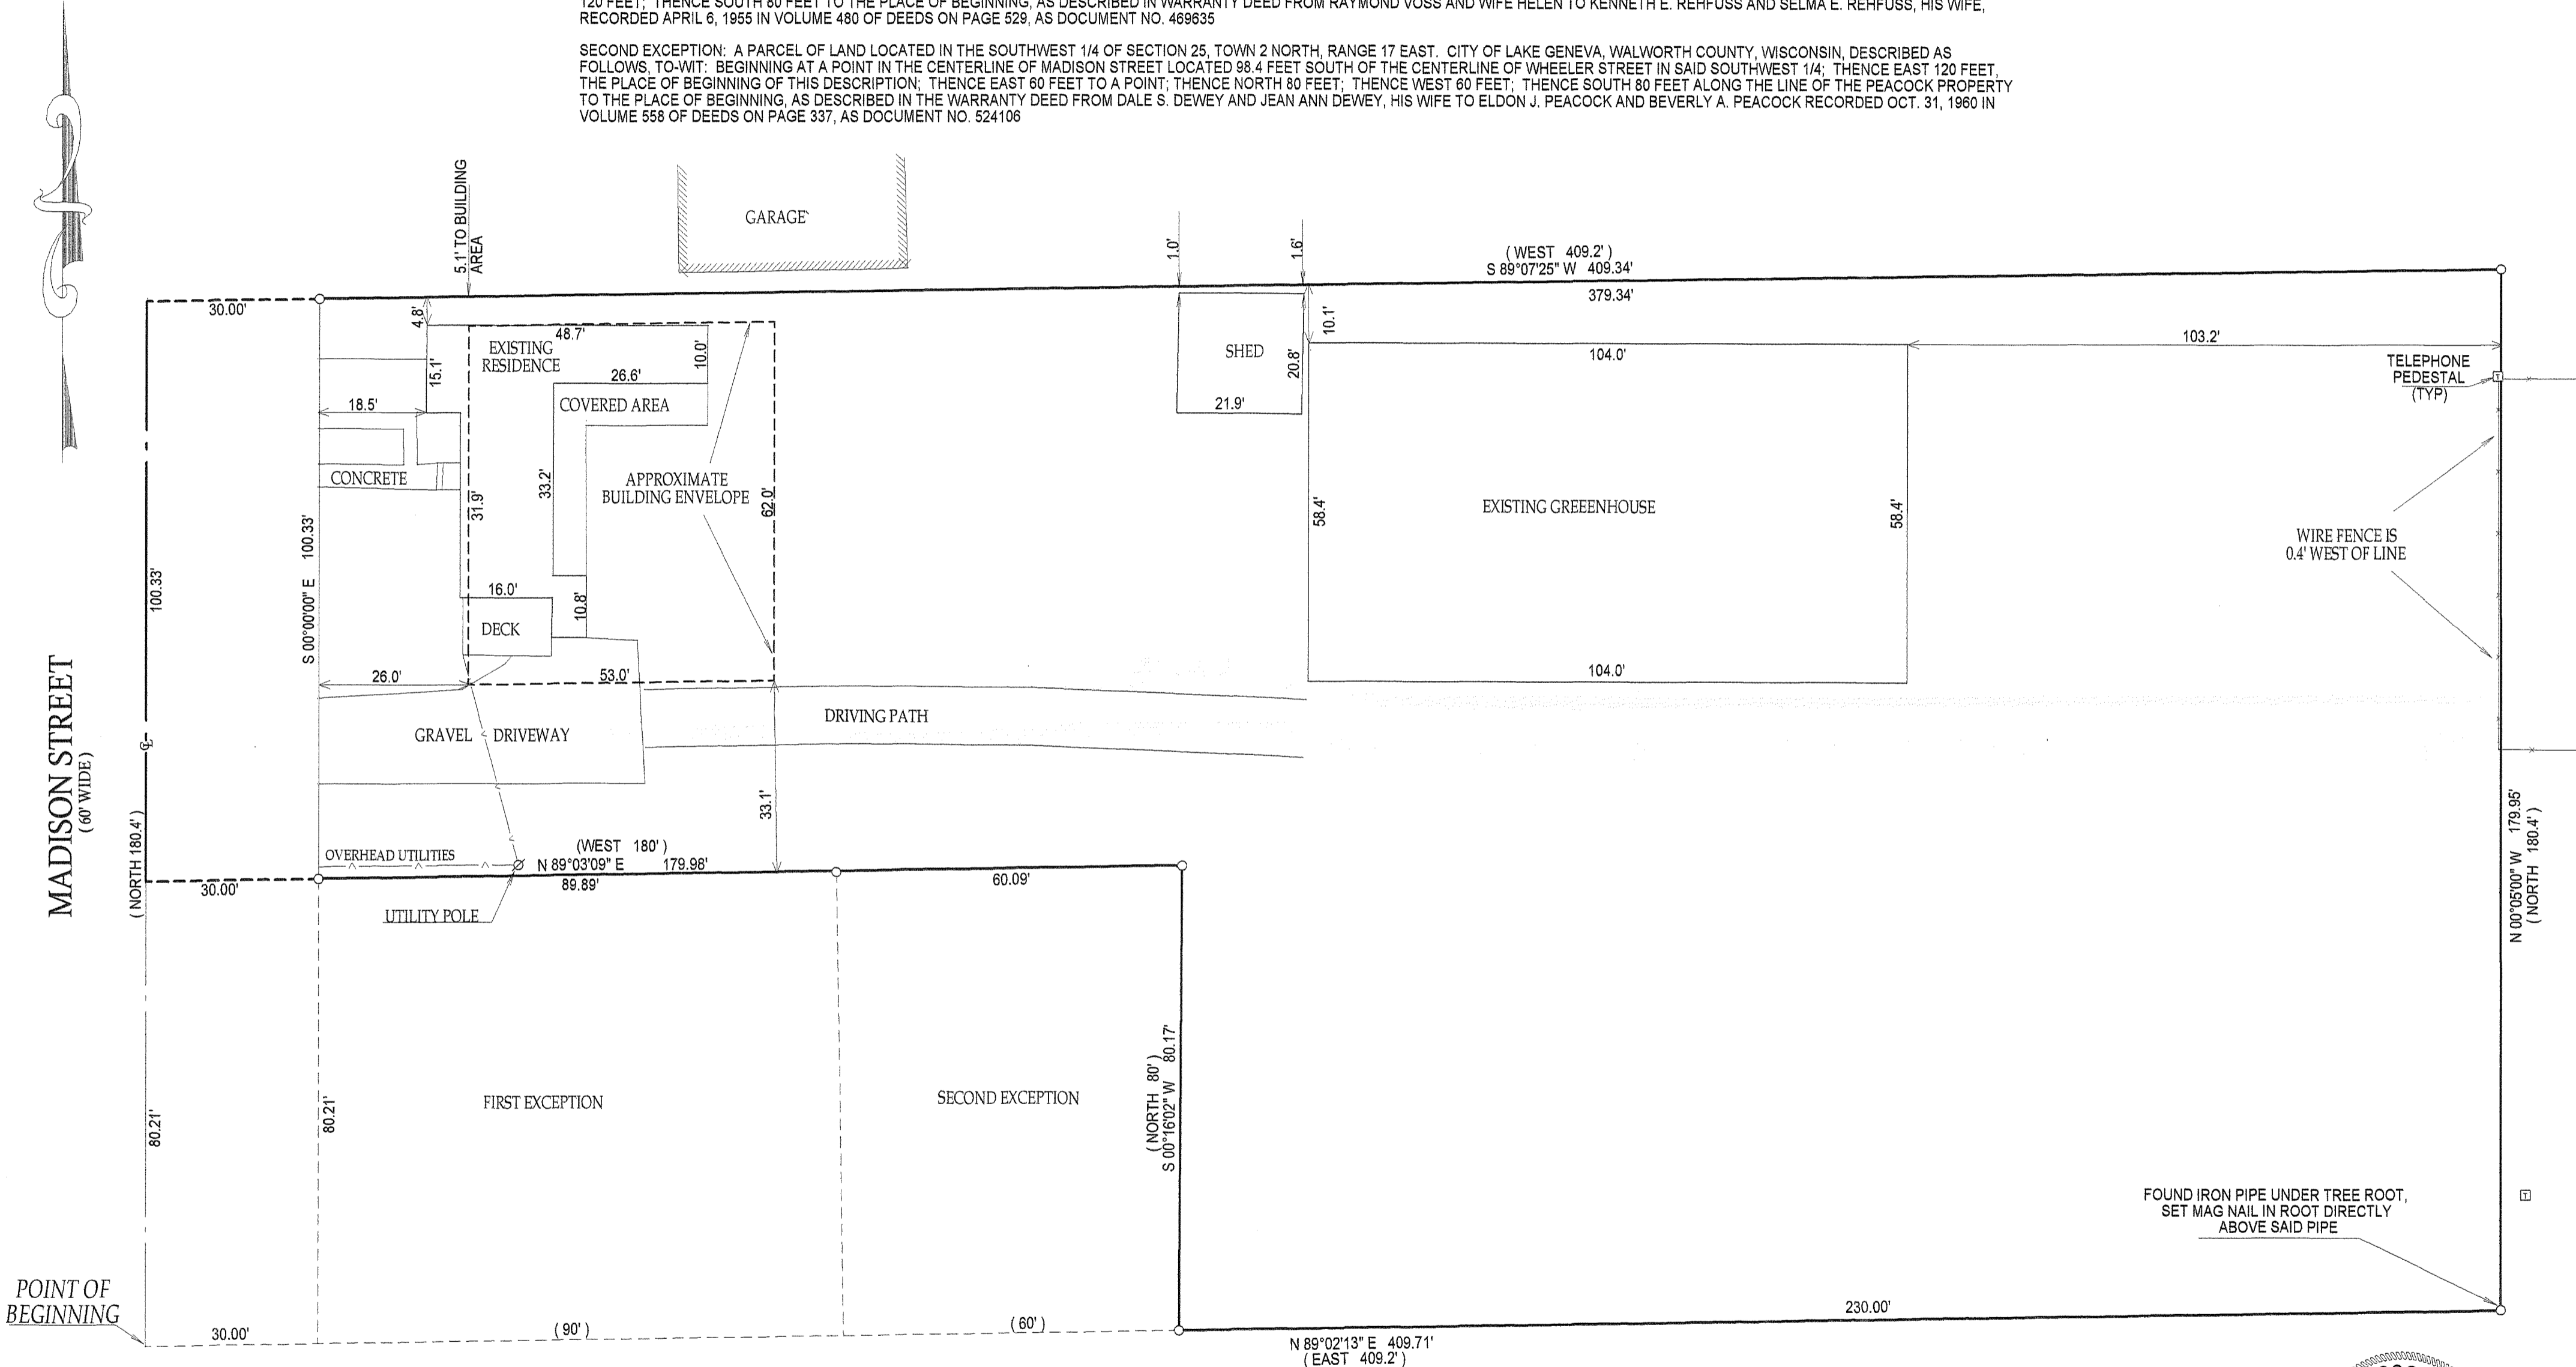 120 FEET; THENCE SOUTH 80 FEET TO THE PLACE OF BEGINNING, AS DESCRIBED IN WARRANTY DEED FROM RAYMOND VOSS AND WIFE HELEN TO KENNETH E. REHFUSS AND SELMA E. REHFUSS, HIS WIFE,
RECORDED APRIL 6, 1955 IN VOLUME 480 OF DEEDS ON PAGE 529, AS DOCUMENT NO. 469635
SECOND EXCEPTION: A PARCEL OF LAND LOCATED IN THE SOUTHWEST 1/4 OF SECTION 25, TOWN 2 NORTH, RANGE 17 EAST. CITY OF LAKE GENEVA, WALWORTH COUNTY, WISCONSIN, DESCRIBED AS
FOLLOWS, TO-WIT: BEGINNING AT A POINT IN THE CENTERLINE OF MADISON STREET LOCATED 98.4 FEET SOUTH OF THE CENTERLINE OF WHEELER STREET IN SAID SOUTHWEST 1/4; THENCE EAST 120 FEET,
THE PLACE OF BEGINNING OF THIS DESCRIPTION; THENCE EAST 60 FEET TO A POINT; THENCE NORTH 80 FEET; THENCE WEST 60 FEET; THENCE SOUTH 80 FEET ALONG THE LINE OF THE PEACOCK PROPERTY
TO THE PLACE OF BEGINNING, AS DESCRIBED IN THE WARRANTY DEED FROM DALE S. DEWEY AND JEAN ANN DEWEY, HIS WIFE TO ELDON J. PEACOCK AND BEVERLY A. PEACOCK RECORDED OCT. 31, 1960 IN
VOLUME 558 OF DEEDS ON PAGE 337, AS DOCUMENT NO. 524106
5.1' TO BUILDING
AREA
GARAGE
1.0'
1.6'
( WEST 409.2' )
S 89°07'25" W 409.34'
379.34'
30.00'
4.8'
48.7'
EXISTING
RESIDENCE
10.0'
15.1'
26.6'
COVERED AREA
18.5'
CONCRETE
31.9'
33.2'
APPROXIMATE
BUILDING ENVELOPE
62.0'
SHED
20.8'
21.9'
10.1'
104.0'
103.2'
TELEPHONE
PEDESTAL
(TYP)
T
58.4'
EXISTING GREEENHOUSE
58.4'
WIRE FENCE IS
0.4' WEST OF LINE
S 00°00'00" E 100.33'
100.33'
16.0'
DECK
10.8'
26.0'
53.0'
104.0'
GRAVEL DRIVEWAY
DRIVING PATH
33.1'
MADISON STREET
( 60' WIDE )
( NORTH 180.4' )
N 00°05'00" W 179.95'
( NORTH 180.4' )
OVERHEAD UTILITIES
(WEST 180' )
N 89°03'09" E 179.98'
30.00'
89.89'
60.09'
UTILITY POLE
FIRST EXCEPTION
SECOND EXCEPTION
80.21'
80.21'
( NORTH 80' )
S 00°16'02" W 80.17'
FOUND IRON PIPE UNDER TREE ROOT,
SET MAG NAIL IN ROOT DIRECTLY
ABOVE SAID PIPE
T
POINT OF
BEGINNING
30.00'
( 90' )
( 60' )
230.00'
N 89°02'13" E 409.71'
( EAST 409.2' )